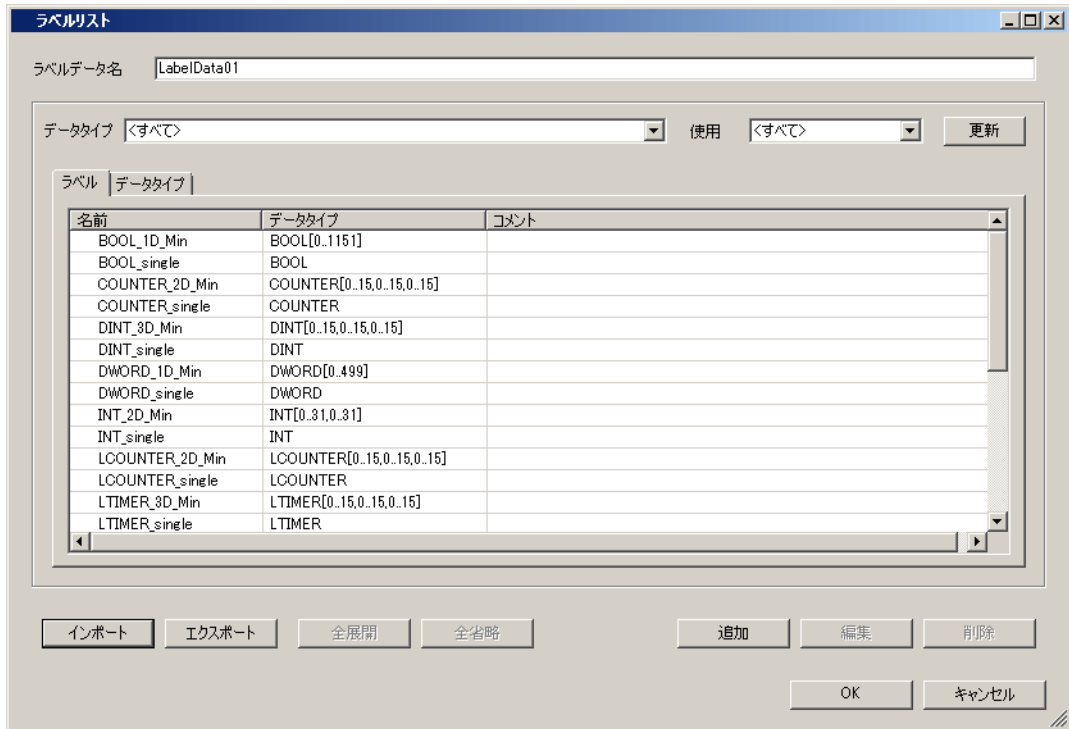 ラベルリスト
ラベルデータ名 LabelData01
データタイプ <すべて> 使用 <すべて> 更新
ラベル データタイプ
名前 データタイプ コメント
BOOL_1D_Min BOOL[0..1151]
BOOL_single BOOL
COUNTER_2D_Min COUNTER[0..15,0..15,0..15]
COUNTER_single COUNTER
DINT_3D_Min DINT[0..15,0..15,0..15]
DINT_single DINT
DWORD_1D_Min DWORD[0..499]
DWORD_single DWORD
INT_2D_Min INT[0..31,0..31]
INT_single INT
LCOUNTER_2D_Min LCOUNTER[0..15,0..15,0..15]
LCOUNTER_single LCOUNTER
LTIMER_3D_Min LTIMER[0..15,0..15,0..15]
LTIMER_single LTIMER
インポート エクスポート 全展開 全省略 追加 編集 削除
OK キャンセル